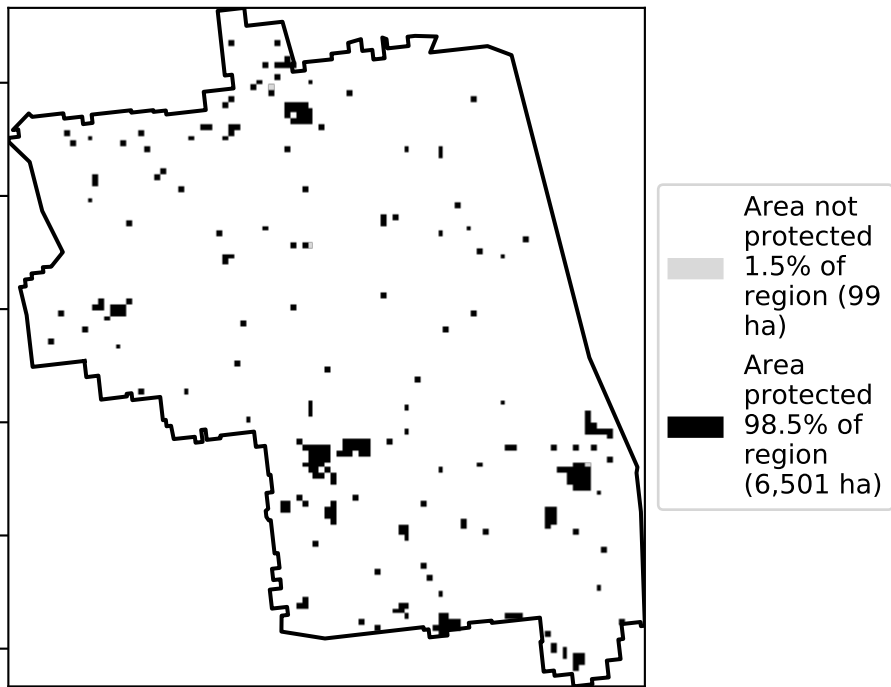 Area not
protected
1.5% of
region (99
ha)
Area
protected
98.5% of
region
(6,501 ha)